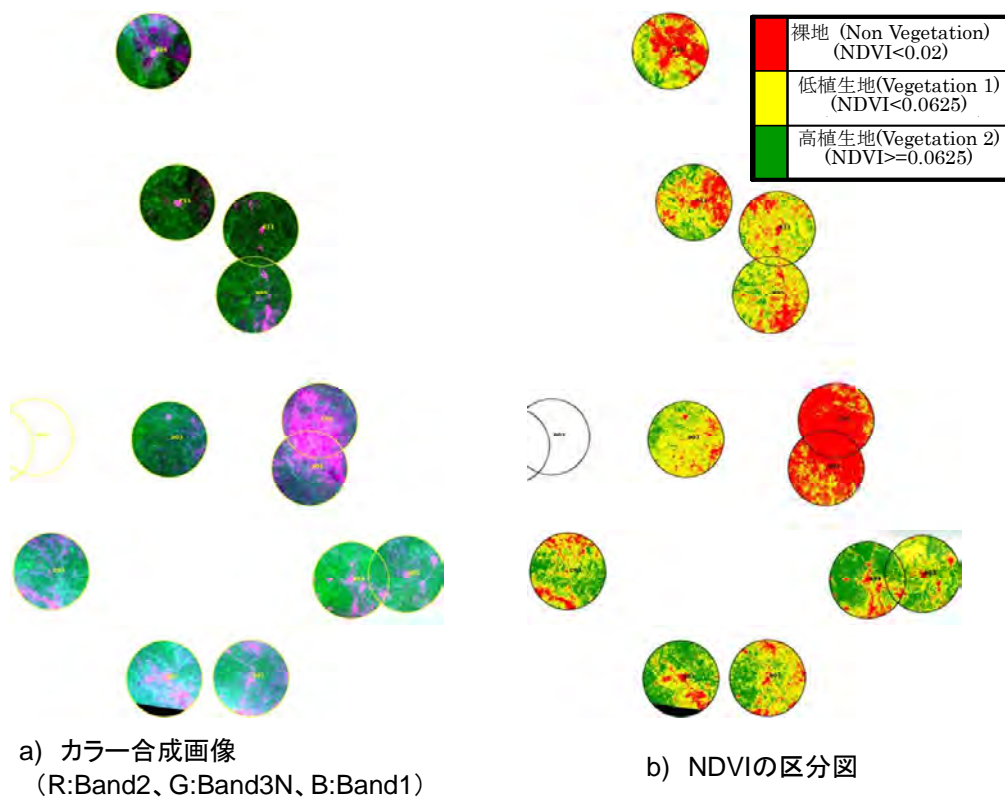 裸地 (Non Vegetation)
(NDVI<0.02)
低植生地(Vegetation 1)
(NDVI<0.0625)
高植生地(Vegetation 2)
(NDVI>=0.0625)
a) カラー合成画像
(R:Band2、G:Band3N、B:Band1)
b) NDVIの区分図